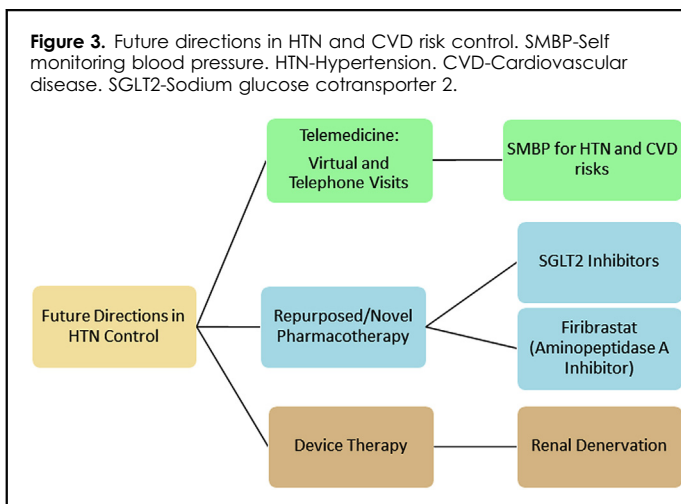 Figure 3. Future directions in HTN and CVD risk control. SMBP-Self
monitoring blood pressure. HTN-Hypertension. CVD-Cardiovascular
disease. SGLT2-Sodium glucose cotransporter 2.
Telemedicine:
Virtual and
Telephone Visits
SMBP for HTN and CVD
risks
Future Directions in
HTN Control
Repurposed/Novel
Pharmacotherapy
SGLT2 Inhibitors
Firibrastat
(Aminopeptidase A
Inhibitor)
Device Therapy
Renal Denervation